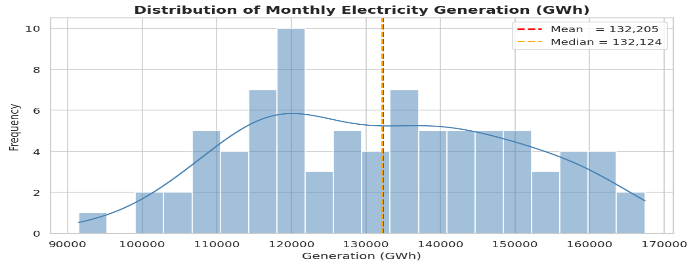 Distribution of Monthly Electricity Generation (GWh)
Mean = 132,205
Median = 132,124
Frequency
10
8
6
4
2
0
90000 100000 110000 120000 130000 140000 150000 160000 170000
Generation (GWh)